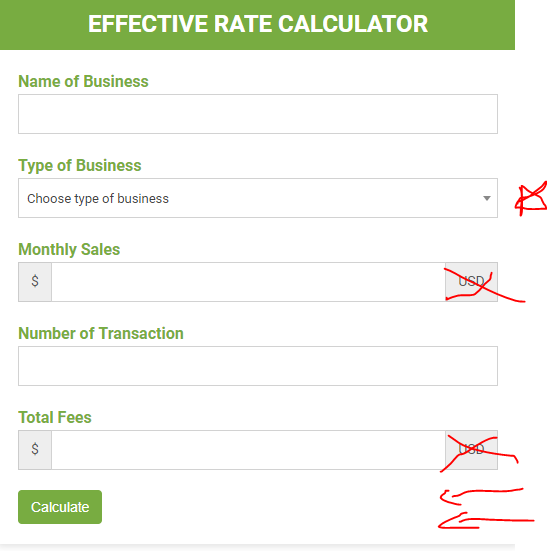 EFFECTIVE RATE CALCULATOR
Name of Business
Type of Business
Choose type of business
Monthly Sales
$ USD
Number of Transaction
Total Fees
$ USD
Calculate